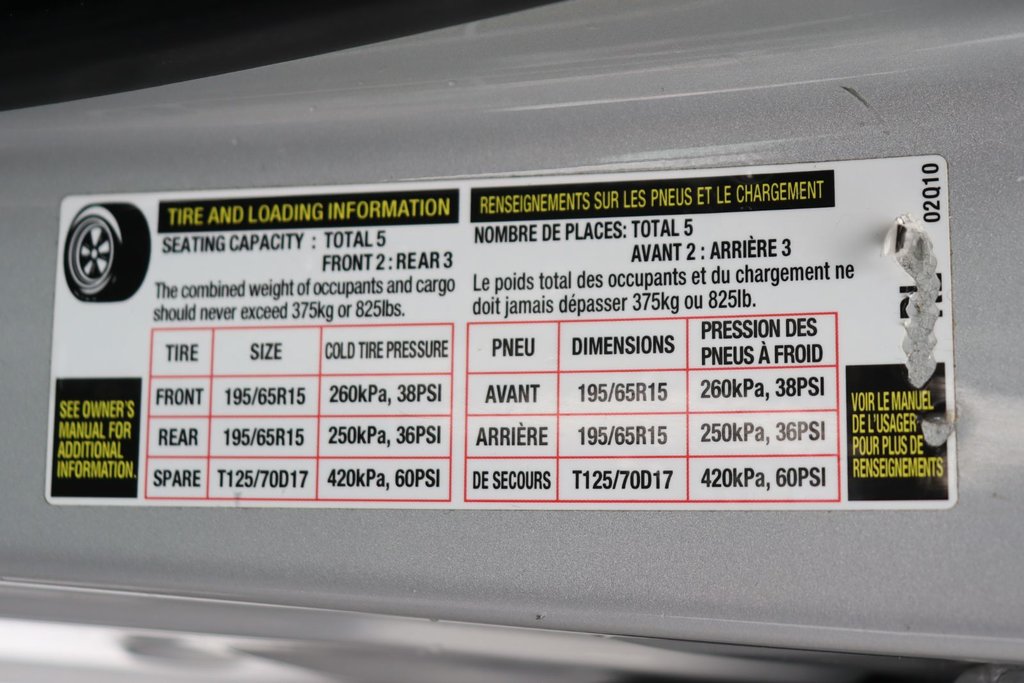 TIRE AND LOADING INFORMATION
SEATING CAPACITY : TOTAL 5
FRONT 2 : REAR 3
The combined weight of occupants and cargo
should never exceed 375kg or 825lbs.
TIRE SIZE COLD TIRE PRESSURE
FRONT 195/65R15 260kPa, 38PSI
REAR 195/65R15 250kPa, 36PSI
SPARE T125/70D17 420kPa, 60PSI
SEE OWNER'S
MANUAL FOR
ADDITIONAL
INFORMATION.
RENSEIGNEMENTS SUR LES PNEUS ET LE CHARGEMENT
NOMBRE DE PLACES: TOTAL 5
AVANT 2 : ARRIÈRE 3
Le poids total des occupants et du chargement ne
doit jamais dépasser 375kg ou 825lb.
PNEU DIMENSIONS PRESSION DES
PNEUS À FROID
AVANT 195/65R15 260kPa, 38PSI
ARRIÈRE 195/65R15 250kPa, 36PSI
DE SECOURS T125/70D17 420kPa, 60PSI
VOIR LE MANUEL
DE L'USAGER
POUR PLUS DE
RENSEIGNEMENTS
02Q10